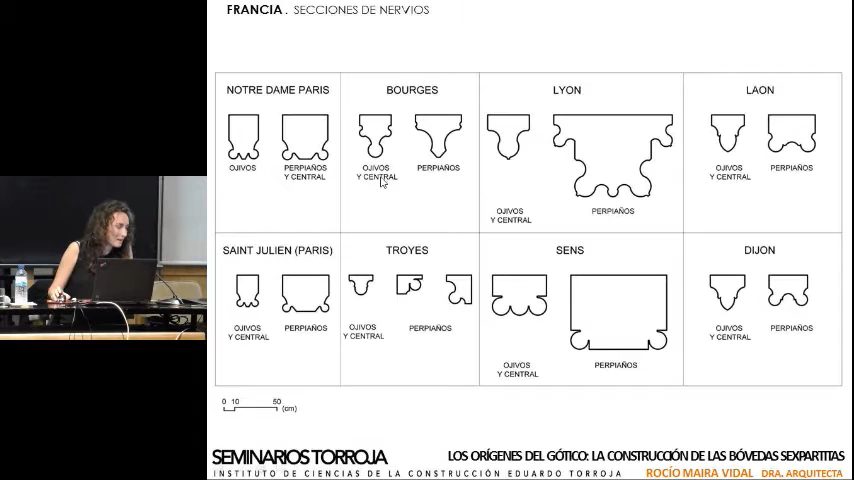 FRANCIA . SECCIONES DE NERVIOS
NOTRE DAME PARIS
BOURGES
LYON
LAON
OJIVOS
PERPIAÑOS
Y CENTRAL
OJIVOS
Y CENTRAL
PERPIAÑOS
OJIVOS
Y CENTRAL
PERPIAÑOS
OJIVOS
Y CENTRAL
PERPIAÑOS
SAINT JULIEN (PARIS)
TROYES
SENS
DIJON
OJIVOS
Y CENTRAL
PERPIAÑOS
OJIVOS
Y CENTRAL
PERPIAÑOS
OJIVOS
Y CENTRAL
PERPIAÑOS
OJIVOS
Y CENTRAL
PERPIAÑOS
0 10 50
(cm)
SEMINARIOS TORROJA
INSTITUTO DE CIENCIAS DE LA CONSTRUCCIÓN EDUARDO TORROJA
LOS ORÍGENES DEL GÓTICO: LA CONSTRUCCIÓN DE LAS BÓVEDAS SEXPARTITAS
ROCÍO MAIRA VIDAL DRA. ARQUITECTA